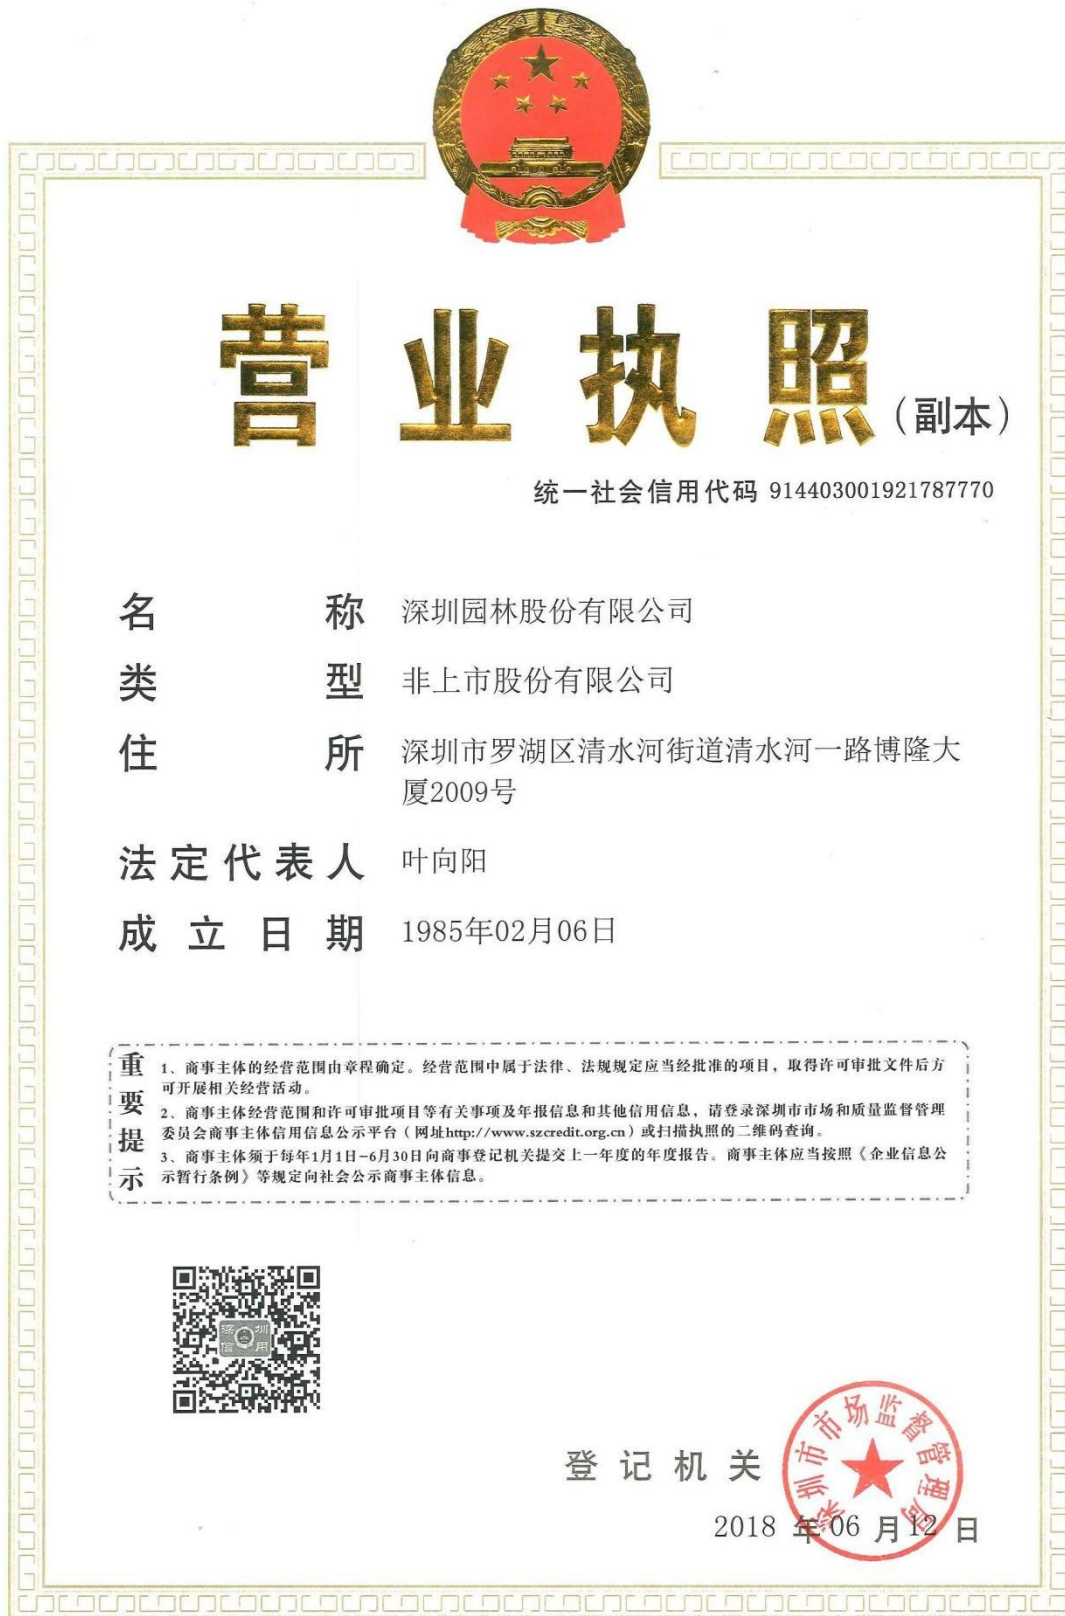 营业执照(副本)
统一社会信用代码 914403001921787770
名称 深圳园林股份有限公司
类型 非上市股份有限公司
住所 深圳市罗湖区清水河街道清水河一路博隆大
厦2009号
法定代表人 叶向阳
成立日期 1985年02月06日
重要提示
1、商事主体的经营范围由章程确定。经营范围中属于法律、法规规定应当经批准的项目，取得许可审批文件后方
可开展相关经营活动。
2、商事主体经营范围和许可审批项目等有关事项及年报信息和其他信用信息，请登录深圳市市场和质量监督管理
委员会商事主体信用信息公示平台（网址http://www.szcredit.org.cn）或扫描执照的二维码查询。
3、商事主体须于每年1月1日-6月30日向商事登记机关提交上一年度的年度报告。商事主体应当按照《企业信息公
示暂行条例》等规定向社会公示商事主体信息。
深圳
信用
登记机关
深圳市市场监督管理局
2018 年 06 月 12 日